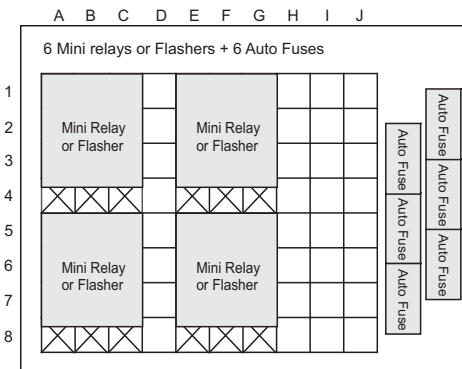 A B C D E F G H I J
6 Mini relays or Flashers + 6 Auto Fuses
1
2
3
4
5
6
7
8
Mini Relay
or Flasher
Mini Relay
or Flasher
Mini Relay
or Flasher
Mini Relay
or Flasher
Auto Fuse
Auto Fuse
Auto Fuse
Auto Fuse
Auto Fuse
Auto Fuse